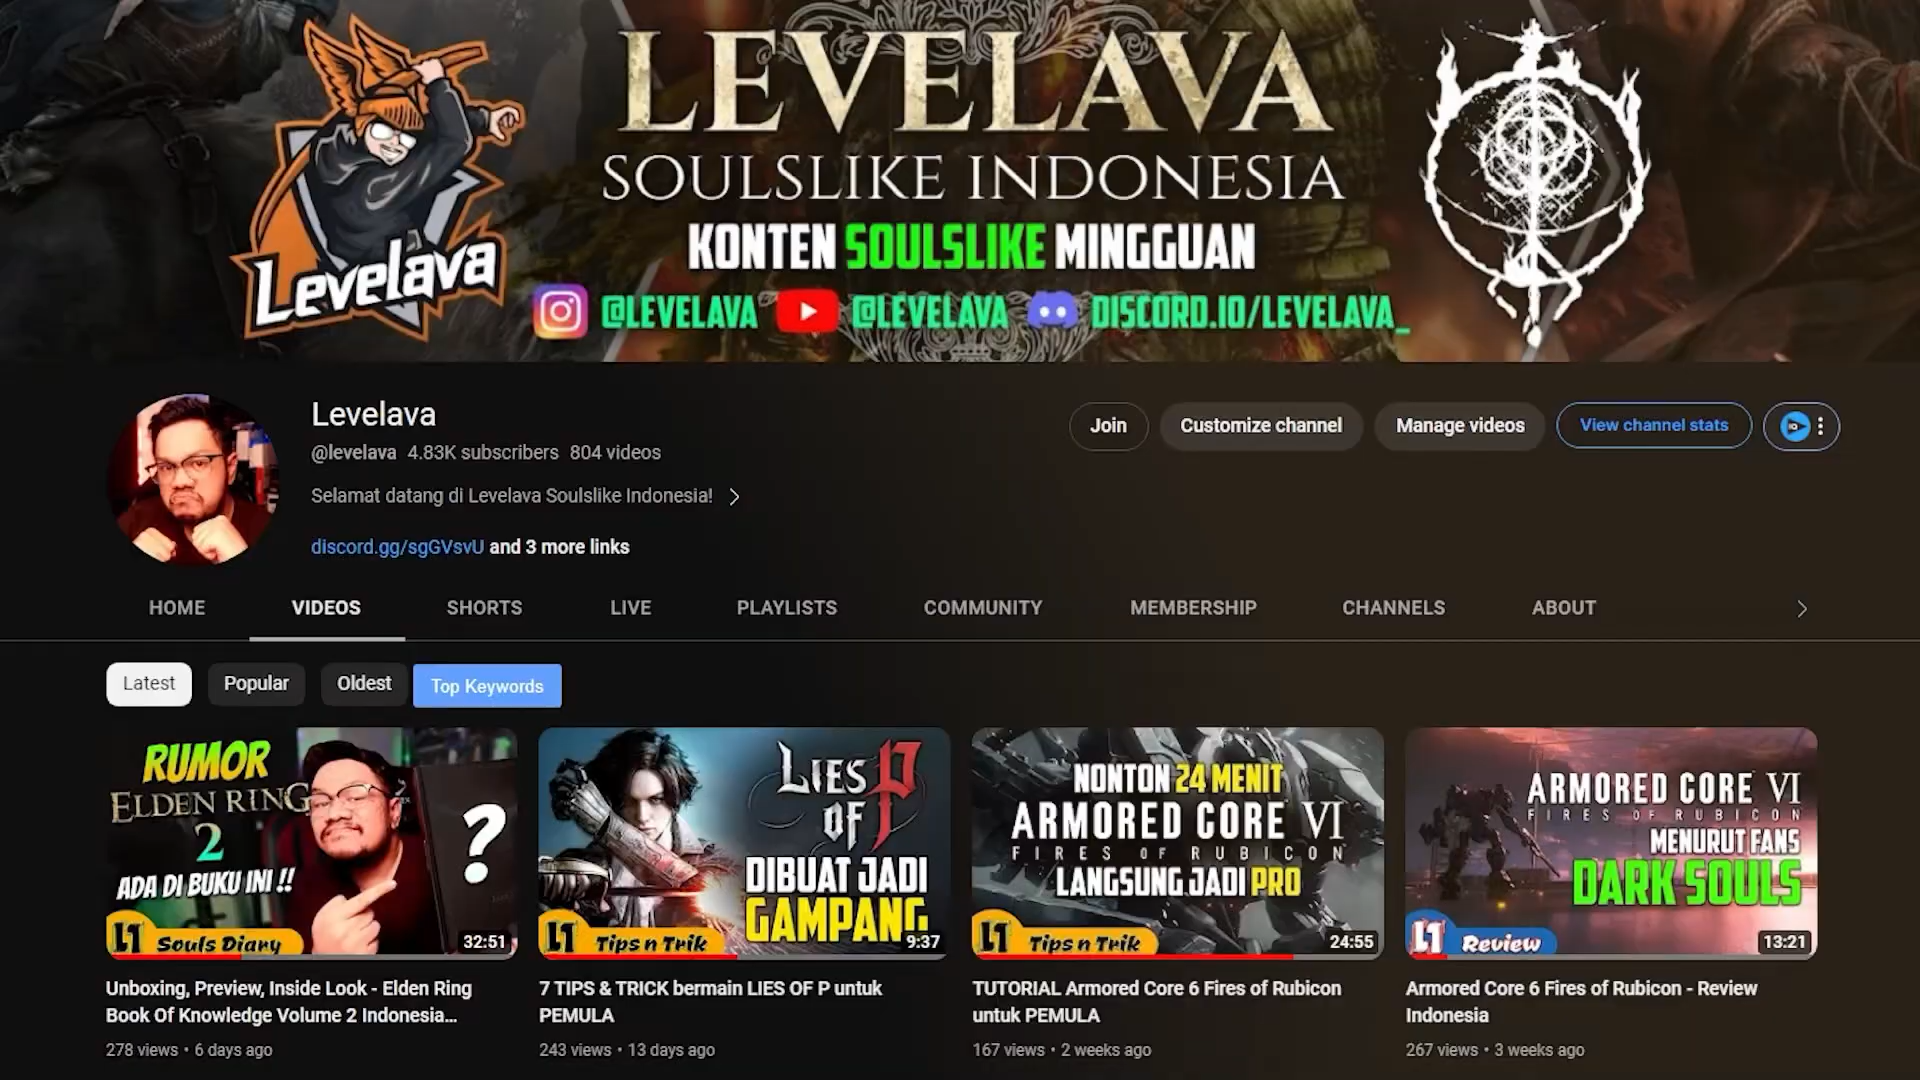 LEVELAVA
SOULSLIKE INDONESIA
KONTEN SOULSLIKE MINGGUAN
@LEVELAVA @LEVELAVA DISCORD.IO/LEVELAVA_
Levelava
Levelava
@levelava 4.83K subscribers 804 videos
Selamat datang di Levelava Soulslike Indonesia!
discord.gg/sgGVsvU and 3 more links
Join Customize channel Manage videos View channel stats
HOME VIDEOS SHORTS LIVE PLAYLISTS COMMUNITY MEMBERSHIP CHANNELS ABOUT
Latest Popular Oldest Top Keywords
RUMOR
ELDEN RING
2
ADA DI BUKU INI !!
?
Souls Diary
32:51
LIES
OF P
DIBUAT JADI
GAMPANG
Tips n Trik
9:37
NONTON 24 MENIT
ARMORED CORE VI
FIRES OF RUBICON
LANGSUNG JADI PRO
Tips n Trik
24:55
ARMORED CORE VI
FIRES OF RUBICON
MENURUT FANS
DARK SOULS
Review
13:21
Unboxing, Preview, Inside Look - Elden Ring
Book Of Knowledge Volume 2 Indonesia...
278 views • 6 days ago
7 TIPS & TRICK bermain LIES OF P untuk
PEMULA
243 views • 13 days ago
TUTORIAL Armored Core 6 Fires of Rubicon
untuk PEMULA
167 views • 2 weeks ago
Armored Core 6 Fires of Rubicon - Review
Indonesia
267 views • 3 weeks ago